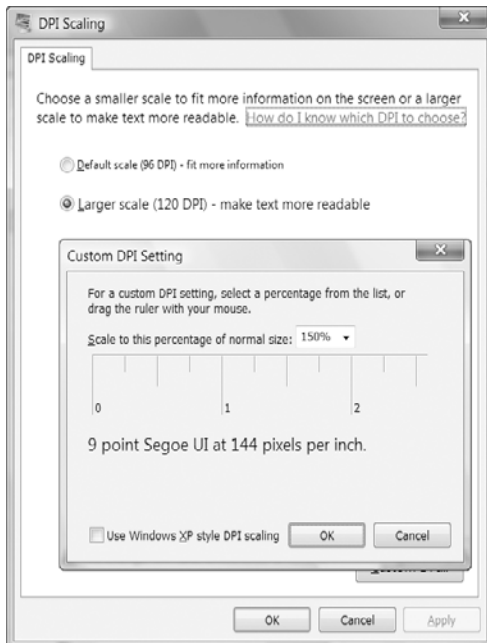 DPI Scaling
DPI Scaling
Choose a smaller scale to fit more information on the screen or a larger
scale to make text more readable. How do I know which DPI to choose?
Default scale (96 DPI) - fit more information
Larger scale (120 DPI) - make text more readable
Custom DPI Setting
For a custom DPI setting, select a percentage from the list, or
drag the ruler with your mouse.
Scale to this percentage of normal size: 150%
0 1 2
9 point Segoe UI at 144 pixels per inch.
Use Windows XP style DPI scaling OK Cancel
OK Cancel Apply